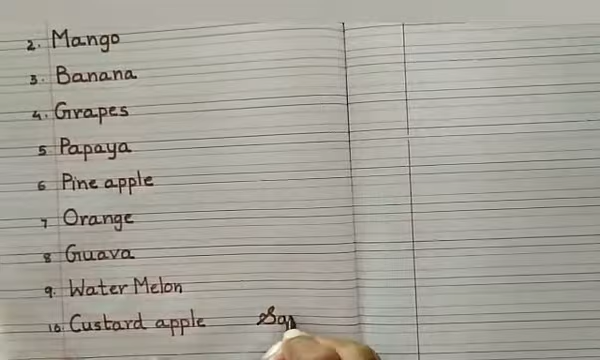 2. Mango
3. Banana
4. Grapes
5 Papaya
6 Pine apple
7 Orange
8 Guava
9. Water Melon
10. Custard apple